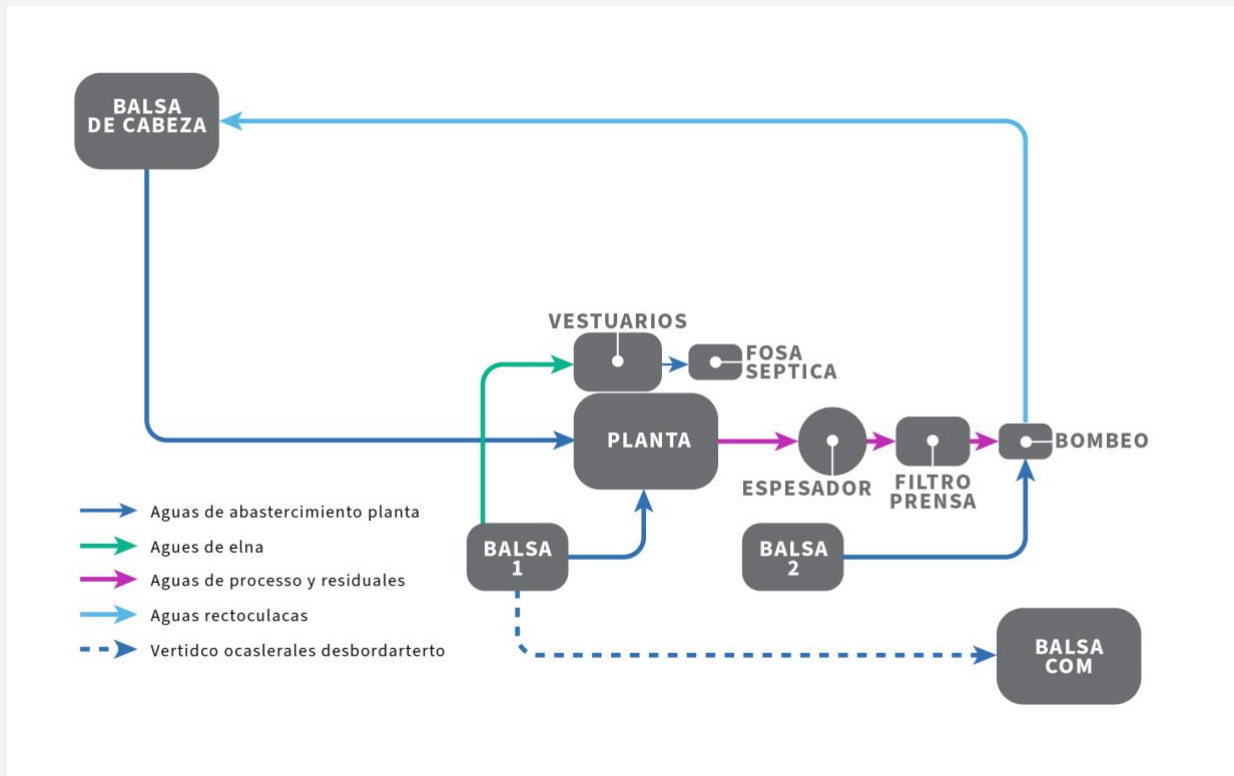 BALSA
DE CABEZA
VESTUARIOS
FOSA
SEPTICA
PLANTA
BOMBEO
ESPESADOR
FILTRO
PRENSA
Aguas de abastercimiento planta
Agues de elna
Aguas de processo y residuales
Aguas rectoculacas
Vertidco ocaslerales desbordarterto
BALSA
1
BALSA
2
BALSA
COM